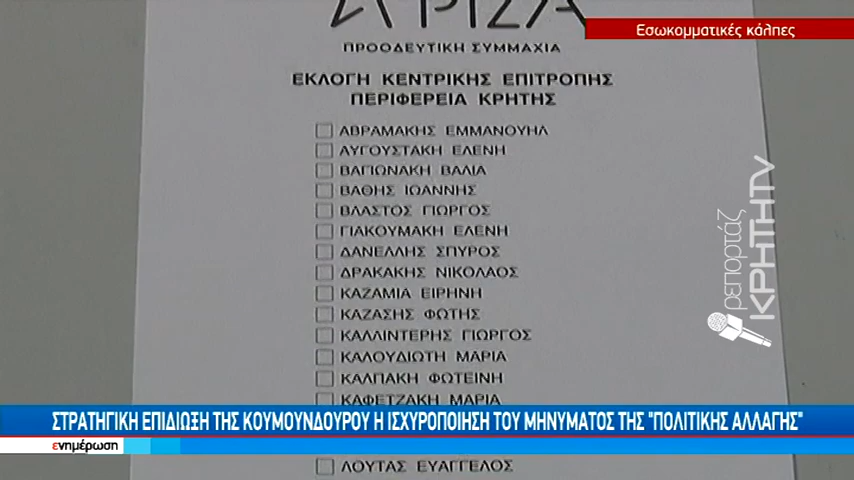 ΣΥΡΙΖΑ
Εσωκομματικές κάλπες
ΠΡΟΟΔΕΥΤΙΚΗ ΣΥΜΜΑΧΙΑ
ΕΚΛΟΓΗ ΚΕΝΤΡΙΚΗΣ ΕΠΙΤΡΟΠΗΣ
ΠΕΡΙΦΕΡΕΙΑ ΚΡΗΤΗΣ
ΑΒΡΑΜΑΚΗΣ ΕΜΜΑΝΟΥΗΛ
ΑΥΓΟΥΣΤΑΚΗ ΕΛΕΝΗ
ΒΑΓΙΩΝΑΚΗ ΒΑΛΙΑ
ΒΑΘΗΣ ΙΩΑΝΝΗΣ
ΒΛΑΣΤΟΣ ΓΙΩΡΓΟΣ
ΓΙΑΚΟΥΜΑΚΗ ΕΛΕΝΗ
ΔΑΝΕΛΛΗΣ ΣΠΥΡΟΣ
ΔΡΑΚΑΚΗΣ ΝΙΚΟΛΑΟΣ
ΚΑΖΑΜΙΑ ΕΙΡΗΝΗ
ΚΑΖΑΣΗΣ ΦΩΤΗΣ
ΚΑΛΛΙΝΤΕΡΗΣ ΓΙΩΡΓΟΣ
ΚΑΛΟΥΔΙΩΤΗ ΜΑΡΙΑ
ΚΑΛΠΑΚΗ ΦΩΤΕΙΝΗ
ΚΑΦΕΤΖΑΚΗ ΜΑΡΙΑ
ρεπορτάζ
ΚΡΗΤΗTV
ΣΤΡΑΤΗΓΙΚΗ ΕΠΙΔΙΩΞΗ ΤΗΣ ΚΟΥΜΟΥΝΔΟΥΡΟΥ Η ΙΣΧΥΡΟΠΟΙΗΣΗ ΤΟΥ ΜΗΝΥΜΑΤΟΣ ΤΗΣ "ΠΟΛΙΤΙΚΗΣ ΑΛΛΑΓΗΣ"
ενημέρωση
ΛΟΥΤΑΣ ΕΥΑΓΓΕΛΟΣ